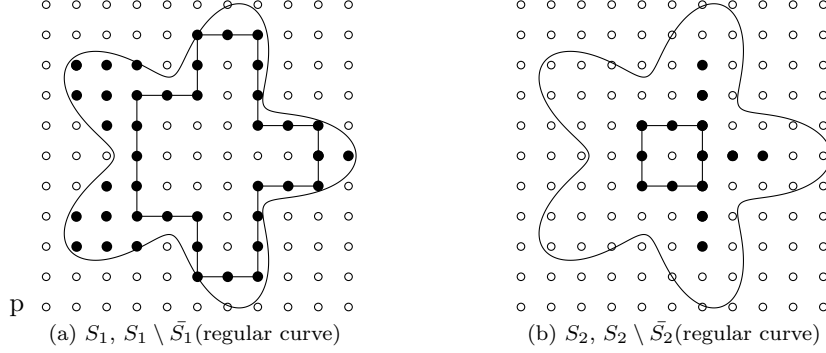 p
(a) S₁, S₁ \ S̄₁(regular curve)
(b) S₂, S₂ \ S̄₂(regular curve)